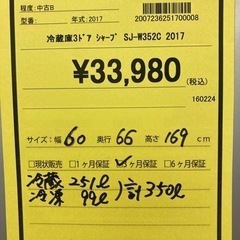 程度:中古B
年式:2017
型番:
2007236251700008
冷蔵庫3ドア シャープ SJ-W352C 2017
¥33,980
(税込)
160224
サイズ:幅 60 奥行 66 高さ 169 cm
□現状販売 □1ヶ月保証 ☑3ヶ月保証 □6ヶ月保証
冷蔵 251ℓ
冷凍 99ℓ
計350ℓ